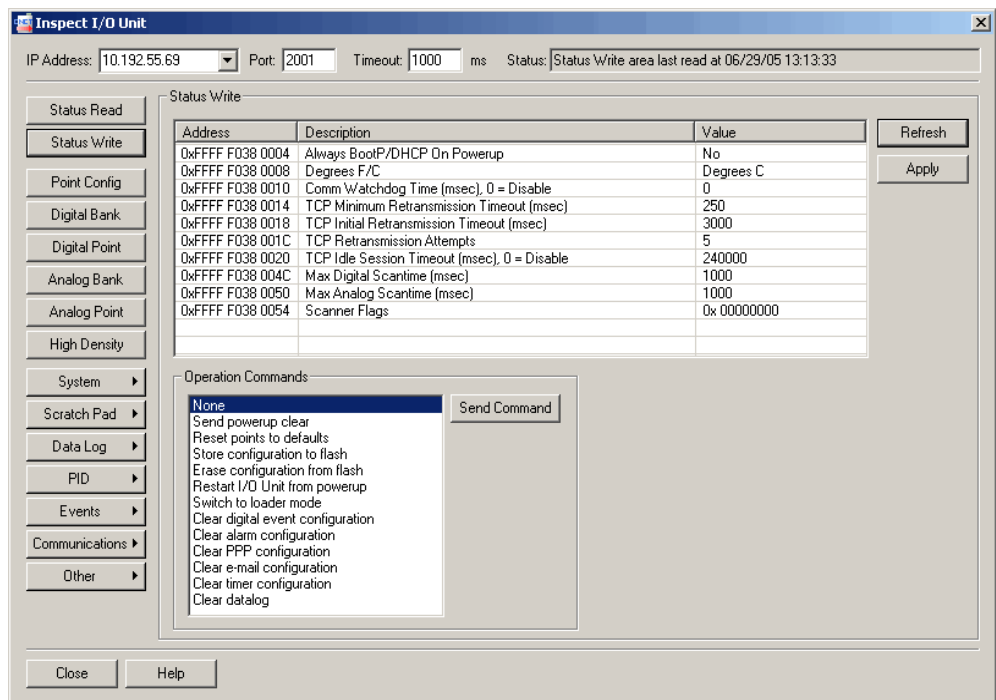 Inspect I/O Unit
IP Address: 10.192.55.69 Port: 2001 Timeout: 1000 ms Status: Status Write area last read at 06/29/05 13:13:33
Status Read
Status Write
Point Config
Digital Bank
Digital Point
Analog Bank
Analog Point
High Density
System
Scratch Pad
Data Log
PID
Events
Communications
Other
Status Write
Address Description Value
0xFFFF F038 0004 Always BootP/DHCP On Powerup No
0xFFFF F038 0008 Degrees F/C Degrees C
0xFFFF F038 0010 Comm Watchdog Time (msec), 0 = Disable 0
0xFFFF F038 0014 TCP Minimum Retransmission Timeout (msec) 250
0xFFFF F038 0018 TCP Initial Retransmission Timeout (msec) 3000
0xFFFF F038 001C TCP Retransmission Attempts 5
0xFFFF F038 0020 TCP Idle Session Timeout (msec), 0 = Disable 240000
0xFFFF F038 004C Max Digital Scantime (msec) 1000
0xFFFF F038 0050 Max Analog Scantime (msec) 1000
0xFFFF F038 0054 Scanner Flags 0x 00000000
Refresh
Apply
Operation Commands
None
Send powerup clear
Reset points to defaults
Store configuration to flash
Erase configuration from flash
Restart I/O Unit from powerup
Switch to loader mode
Clear digital event configuration
Clear alarm configuration
Clear PPP configuration
Clear e-mail configuration
Clear timer configuration
Clear datalog
Send Command
Close Help